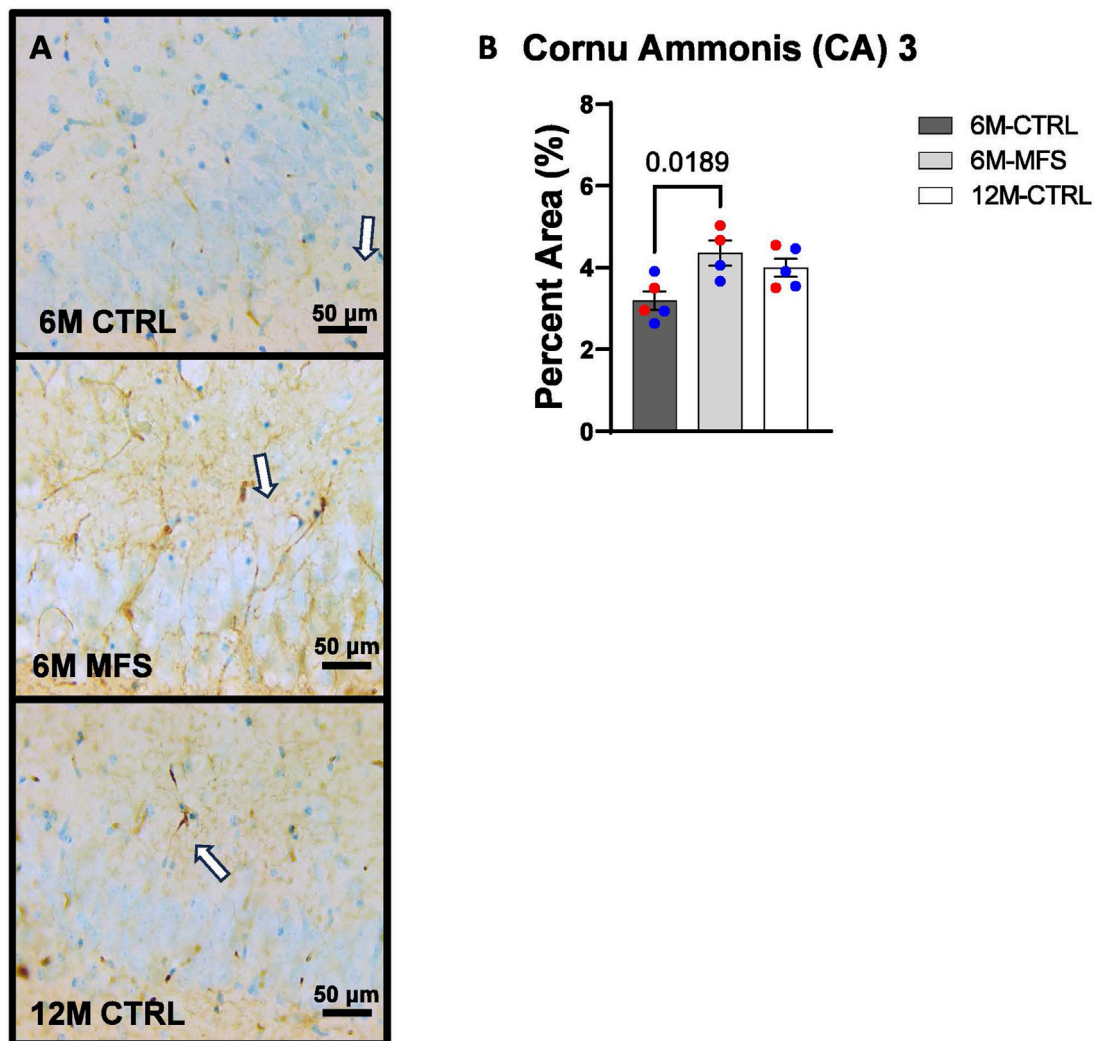 A
50 µm
6M CTRL
50 µm
6M MFS
50 µm
12M CTRL
B Cornu Ammonis (CA) 3
Percent Area (%)
8
6
4
2
0
0.0189
6M-CTRL
6M-MFS
12M-CTRL